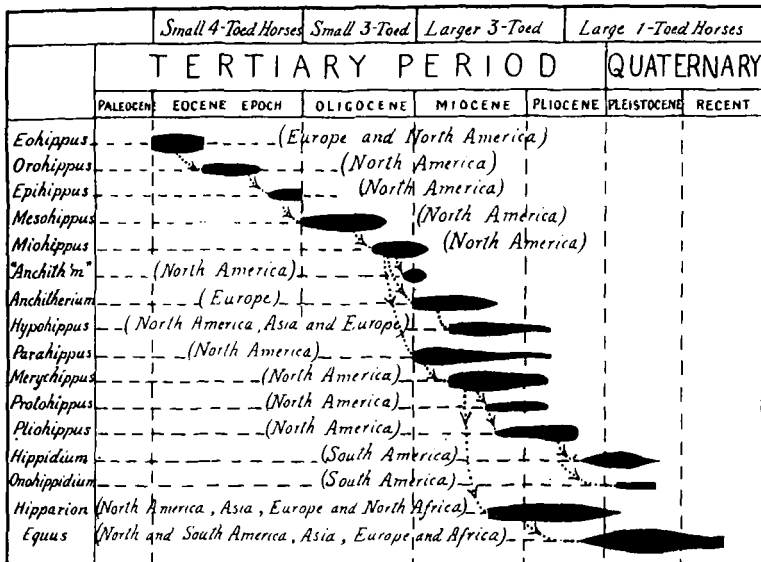 Small 4-Toed Horses Small 3-Toed Larger 3-Toed Large 1-Toed Horses
TERTIARY PERIOD QUATERNARY
PALEOCENE EOCENE EPOCH OLIGOCENE MIOCENE PLIOCENE PLEISTOCENE RECENT
Eohippus (Europe and North America)
Orohippus (North America)
Epihippus (North America)
Mesohippus (North America)
Miohippus (North America)
"Anchith'm" (North America)
Anchitherium (Europe)
Hypohippus (North America, Asia and Europe)
Parahippus (North America)
Merychippus (North America)
Protohippus (North America)
Pliohippus (North America)
Hippidium (South America)
Onohippidium (South America)
Hipparion (North America, Asia, Europe and North Africa)
Equus (North and South America, Asia, Europe and Africa)